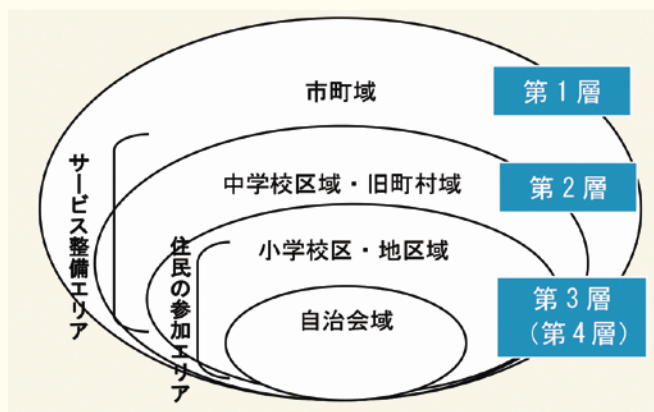 市町域
第1層
サービス整備エリア
中学校区域・旧町村域
第2層
住民の参加エリア
小学校区・地区域
自治会域
第3層
（第4層）